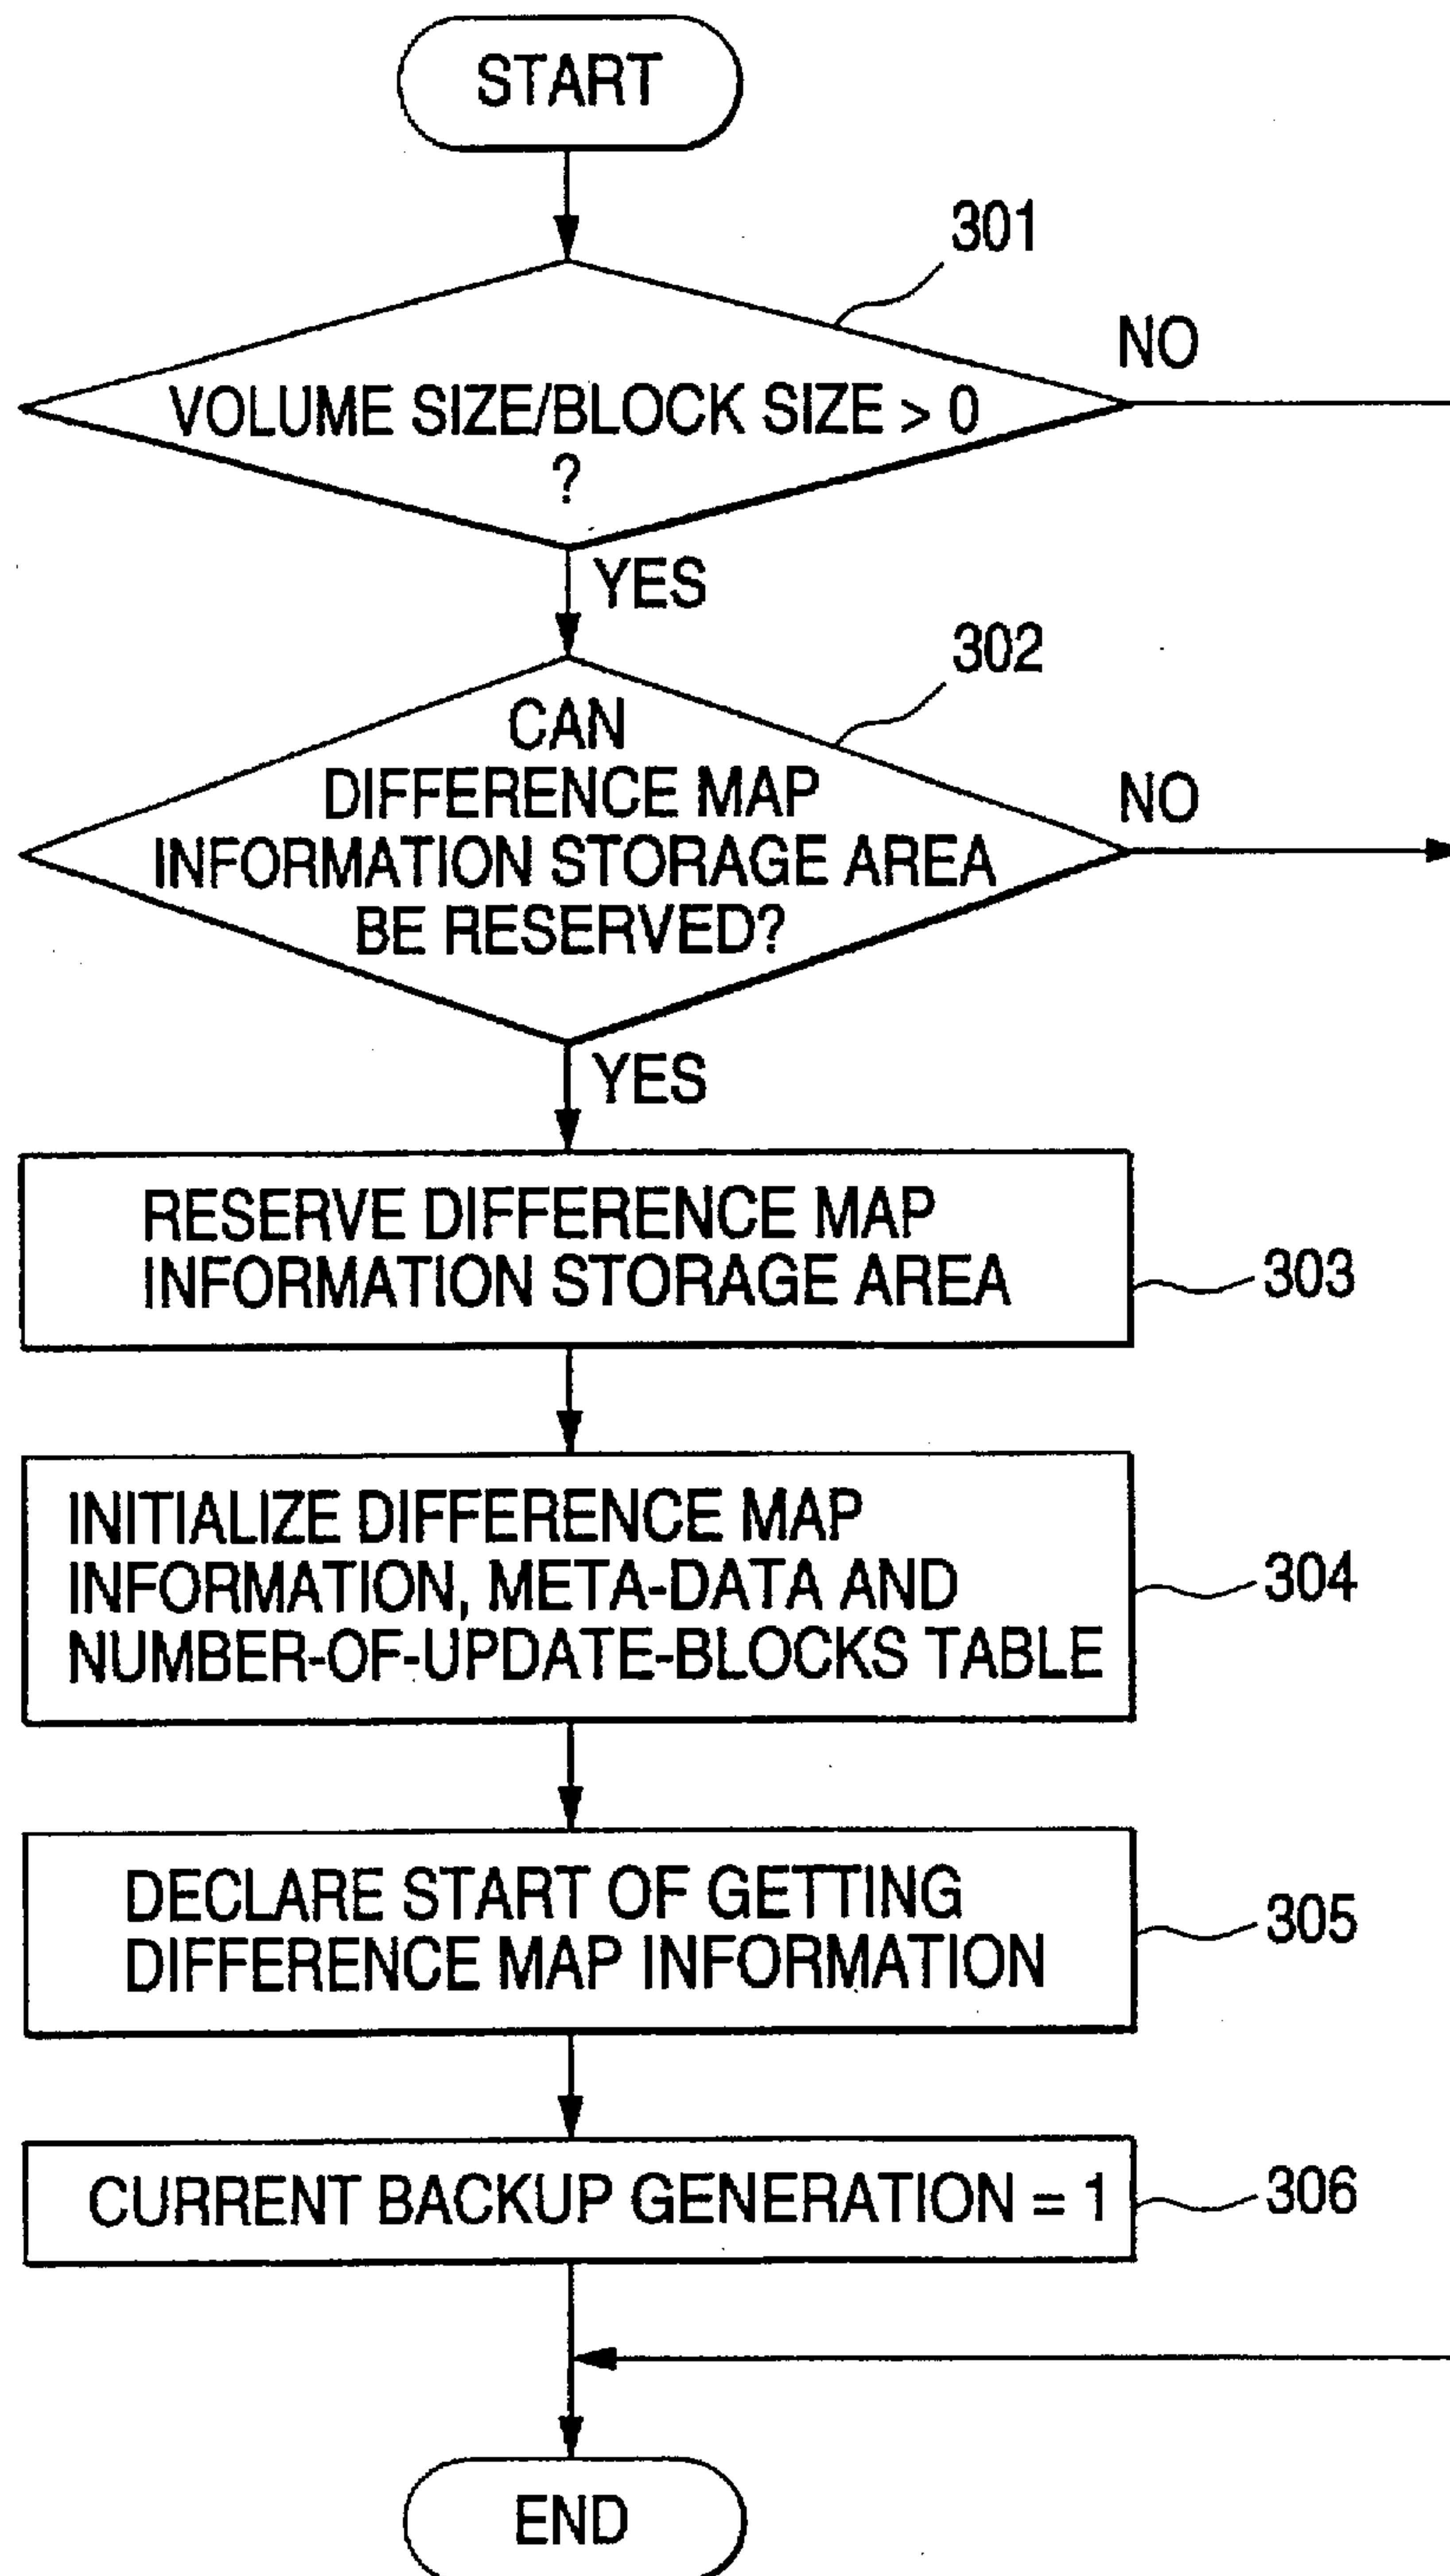 START
301
NO
VOLUME SIZE/BLOCK SIZE > 0
?
YES
302
CAN
DIFFERENCE MAP
INFORMATION STORAGE AREA
BE RESERVED?
NO
YES
RESERVE DIFFERENCE MAP
INFORMATION STORAGE AREA
303
INITIALIZE DIFFERENCE MAP
INFORMATION, META-DATA AND
NUMBER-OF-UPDATE-BLOCKS TABLE
304
DECLARE START OF GETTING
DIFFERENCE MAP INFORMATION
305
CURRENT BACKUP GENERATION = 1
306
END